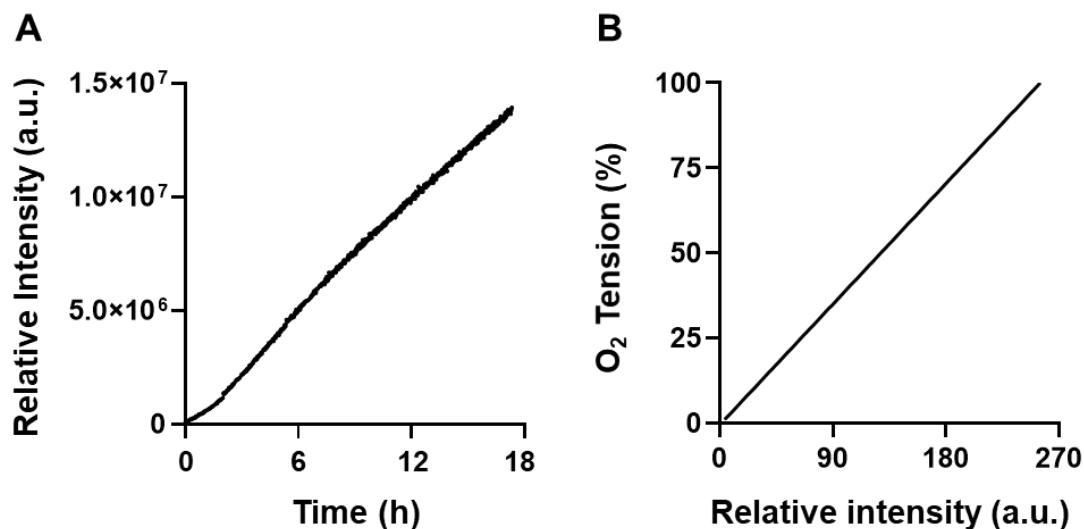 A
Relative Intensity (a.u.)
1.5×10⁷
1.0×10⁷
5.0×10⁶
0
0 6 12 18
Time (h)
B
O₂ Tension (%)
100
75
50
25
0
0 90 180 270
Relative intensity (a.u.)